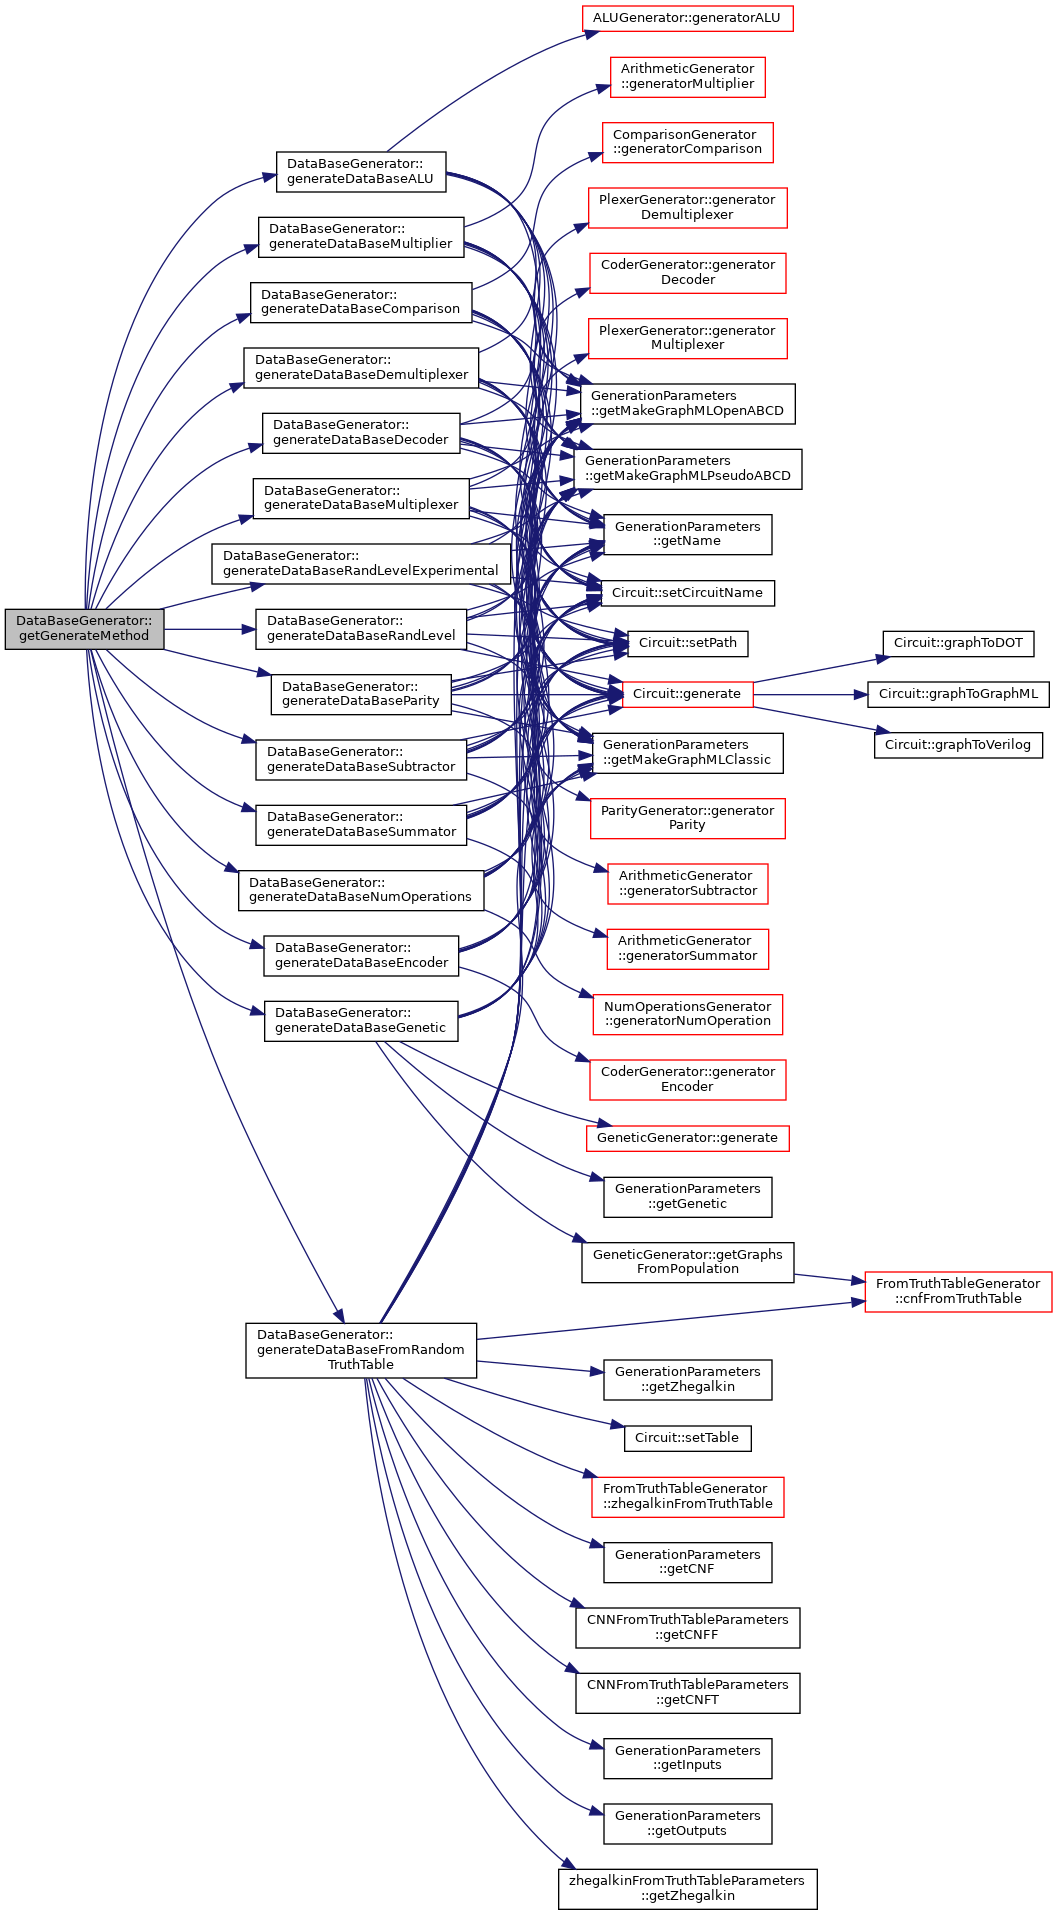 DataBaseGenerator::
getGenerateMethod
DataBaseGenerator::
generateDataBaseALU
DataBaseGenerator::
generateDataBaseMultiplier
DataBaseGenerator::
generateDataBaseComparison
DataBaseGenerator::
generateDataBaseDemultiplexer
DataBaseGenerator::
generateDataBaseDecoder
DataBaseGenerator::
generateDataBaseMultiplexer
DataBaseGenerator::
generateDataBaseRandLevelExperimental
DataBaseGenerator::
generateDataBaseRandLevel
DataBaseGenerator::
generateDataBaseParity
DataBaseGenerator::
generateDataBaseSubtractor
DataBaseGenerator::
generateDataBaseSummator
DataBaseGenerator::
generateDataBaseNumOperations
DataBaseGenerator::
generateDataBaseEncoder
DataBaseGenerator::
generateDataBaseGenetic
DataBaseGenerator::
generateDataBaseFromRandom
TruthTable
ALUGenerator::generatorALU
ArithmeticGenerator
::generatorMultiplier
ComparisonGenerator
::generatorComparison
PlexerGenerator::generator
Demultiplexer
CoderGenerator::generator
Decoder
PlexerGenerator::generator
Multiplexer
GenerationParameters
::getMakeGraphMLOpenABCD
GenerationParameters
::getMakeGraphMLPseudoABCD
GenerationParameters
::getName
Circuit::setCircuitName
Circuit::setPath
Circuit::generate
GenerationParameters
::getMakeGraphMLClassic
ParityGenerator::generator
Parity
ArithmeticGenerator
::generatorSubtractor
ArithmeticGenerator
::generatorSummator
NumOperationsGenerator
::generatorNumOperation
CoderGenerator::generator
Encoder
GeneticGenerator::generate
GenerationParameters
::getGenetic
GeneticGenerator::getGraphs
FromPopulation
GenerationParameters
::getZhegalkin
Circuit::setTable
FromTruthTableGenerator
::zhegalkinFromTruthTable
GenerationParameters
::getCNF
CNNFromTruthTableParameters
::getCNFF
CNNFromTruthTableParameters
::getCNFT
GenerationParameters
::getInputs
GenerationParameters
::getOutputs
zhegalkinFromTruthTableParameters
::getZhegalkin
Circuit::graphToDOT
Circuit::graphToGraphML
Circuit::graphToVerilog
FromTruthTableGenerator
::cnfFromTruthTable